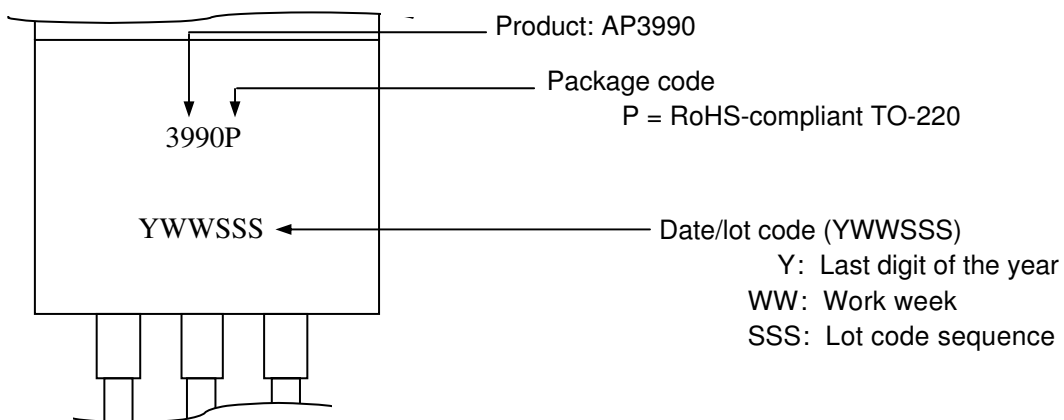 Product: AP3990
Package code
P = RoHS-compliant TO-220
3990P
YWWSSS
Date/lot code (YWWSSS)
Y: Last digit of the year
WW: Work week
SSS: Lot code sequence